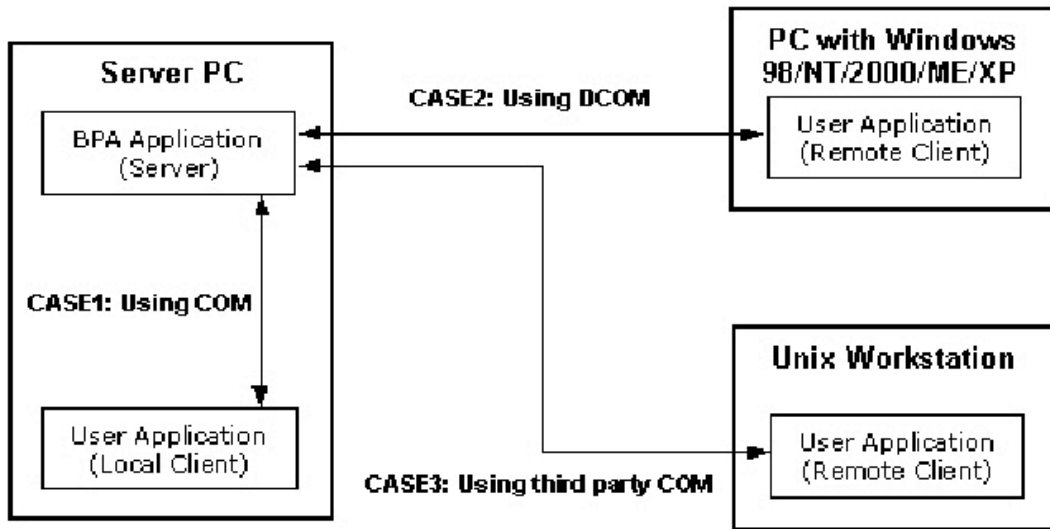 Server PC
BPA Application
(Server)
CASE1: Using COM
User Application
(Local Client)
CASE2: Using DCOM
PC with Windows
98/NT/2000/ME/XP
User Application
(Remote Client)
CASE3: Using third party COM
Unix Workstation
User Application
(Remote Client)